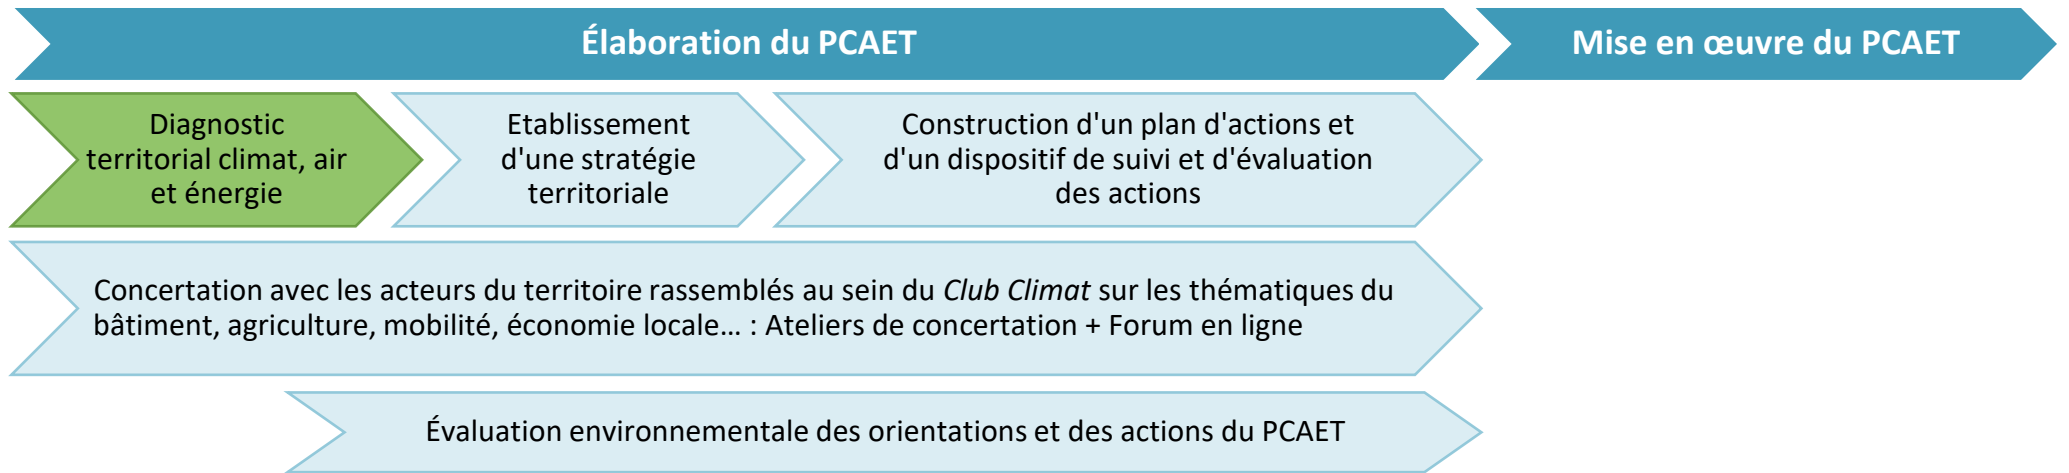 Élaboration du PCAET
Mise en œuvre du PCAET
Diagnostic
territorial climat, air
et énergie
Etablissement
d'une stratégie
territoriale
Construction d'un plan d'actions et
d'un dispositif de suivi et d'évaluation
des actions
Concertation avec les acteurs du territoire rassemblés au sein du Club Climat sur les thématiques du
bâtiment, agriculture, mobilité, économie locale... : Ateliers de concertation + Forum en ligne
Évaluation environnementale des orientations et des actions du PCAET